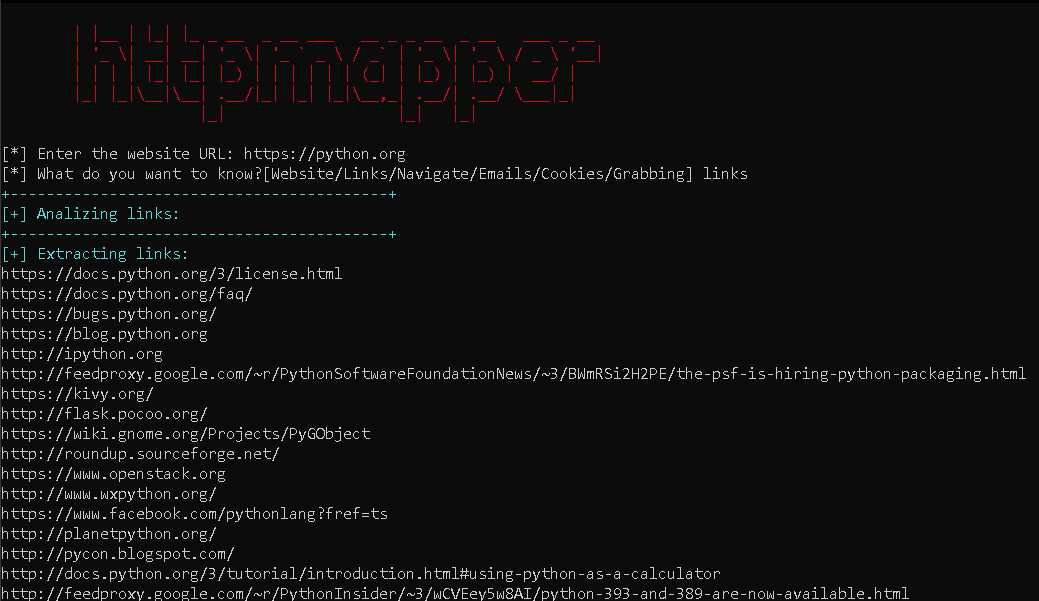 httpmapper
[*] Enter the website URL: https://python.org
[*] What do you want to know?[Website/Links/Navigate/Emails/Cookies/Grabbing] links
+------------------------------------------+
[+] Analizing links:
+------------------------------------------+
[+] Extracting links:
https://docs.python.org/3/license.html
https://docs.python.org/faq/
https://bugs.python.org/
https://blog.python.org
http://ipython.org
http://feedproxy.google.com/~r/PythonSoftwareFoundationNews/~3/BWmRSi2H2PE/the-psf-is-hiring-python-packaging.html
https://kivy.org/
http://flask.pocoo.org/
https://wiki.gnome.org/Projects/PyGObject
http://roundup.sourceforge.net/
https://www.openstack.org
http://www.wxpython.org/
https://www.facebook.com/pythonlang?fref=ts
http://planetpython.org/
http://pycon.blogspot.com/
http://docs.python.org/3/tutorial/introduction.html#using-python-as-a-calculator
http://feedproxy.google.com/~r/PythonInsider/~3/wCVEey5w8AI/python-393-and-389-are-now-available.html